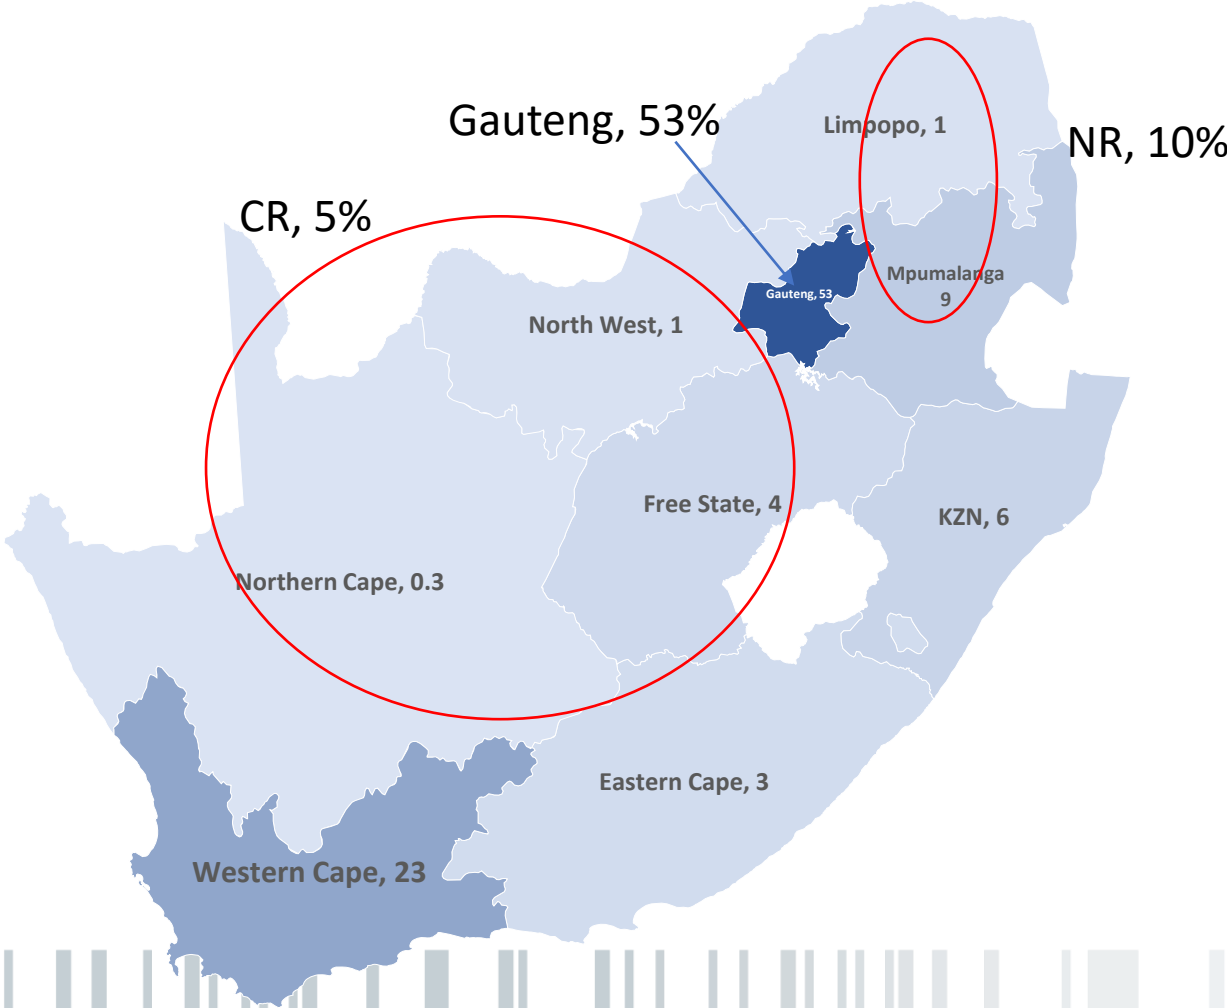 Gauteng, 53%
Limpopo, 1
NR, 10%
CR, 5%
Mpumalanga
9
Gauteng, 53
North West, 1
Free State, 4
KZN, 6
Northern Cape, 0.3
Eastern Cape, 3
Western Cape, 23